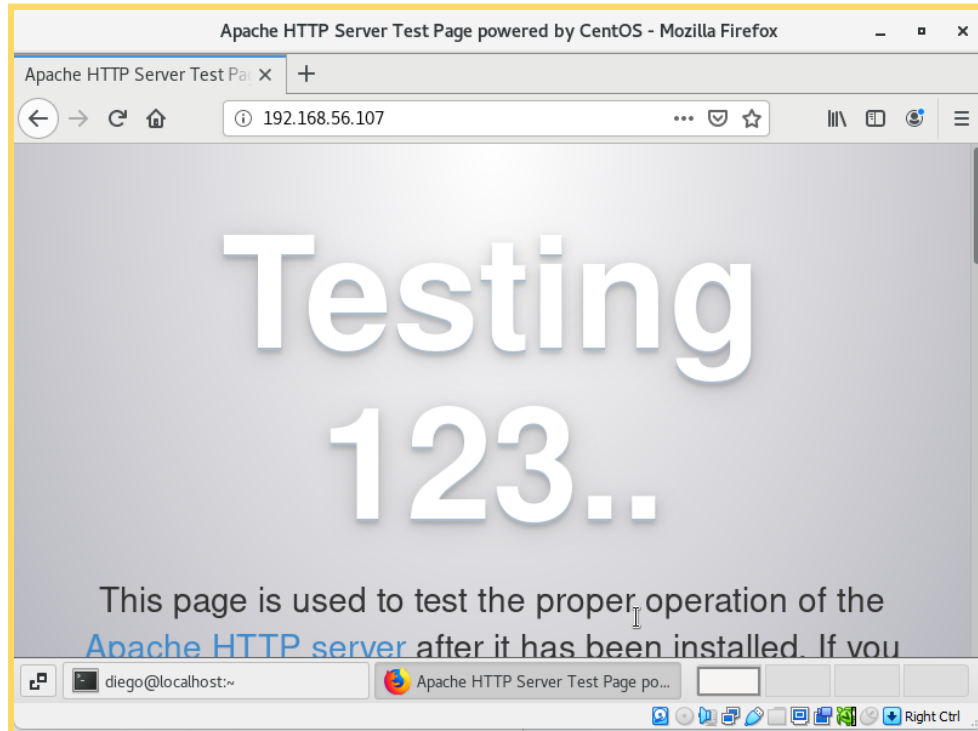 Apache HTTP Server Test Page powered by CentOS - Mozilla Firefox
Apache HTTP Server Test Pa
192.168.56.107
Testing
123..
This page is used to test the proper operation of the
Apache HTTP server after it has been installed. If you
diego@localhost:~
Apache HTTP Server Test Page po...
Right Ctrl